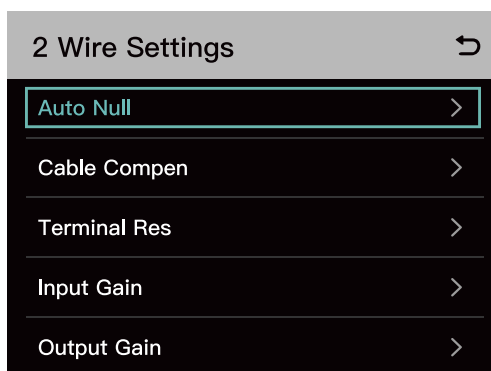 2 Wire Settings
Auto Null
Cable Compen
Terminal Res
Input Gain
Output Gain